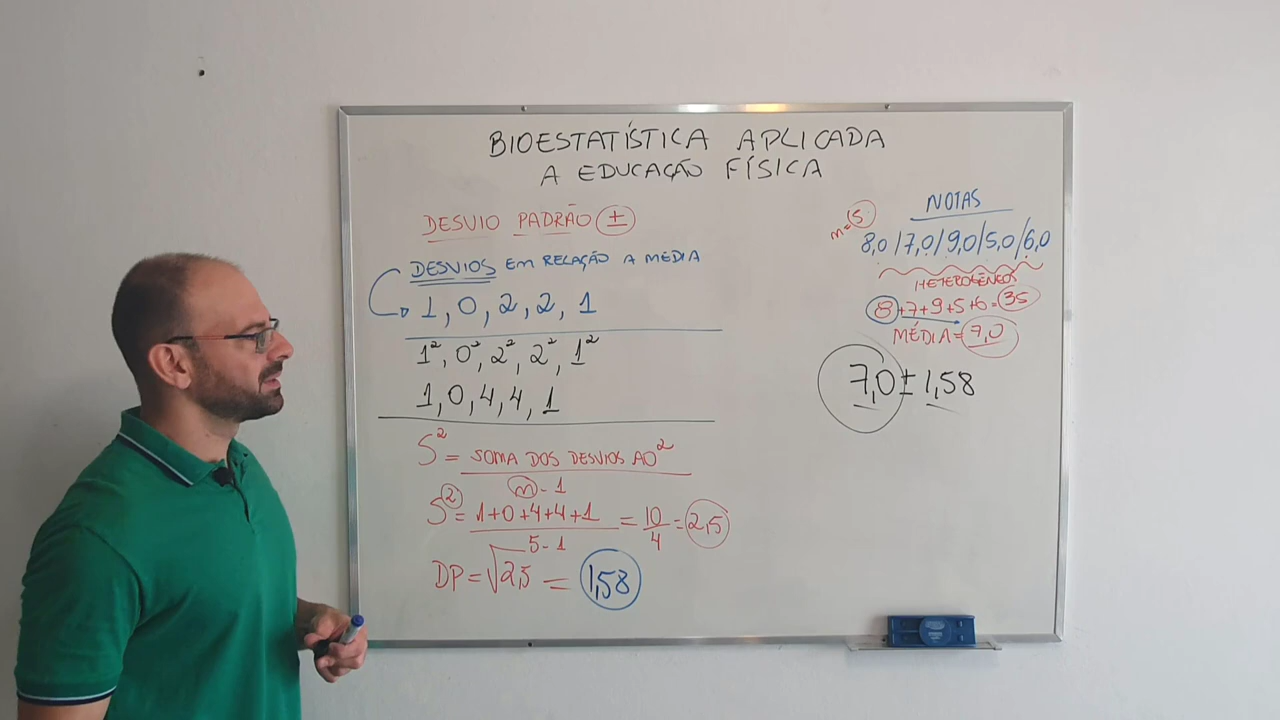 BIOESTATÍSTICA APLICADA
A EDUCAÇÃO FÍSICA
DESVIO PADRÃO ±
DESVIOS EM RELAÇÃO A MÉDIA
1, 0, 2, 2, 1
1², 0², 2², 2², 1²
1, 0, 4, 4, 1
S² = SOMA DOS DESVIOS AO²
n - 1
S² = 1+0+4+4+1 = 10 = 2,5
5 - 1 4
DP = √2,5 = 1,58
NOTAS
n=5
8,0/7,0/9,0/5,0/6,0
HETEROGÊNEOS
8+7+9+5+6=35
MÉDIA=7,0
7,0 ± 1,58